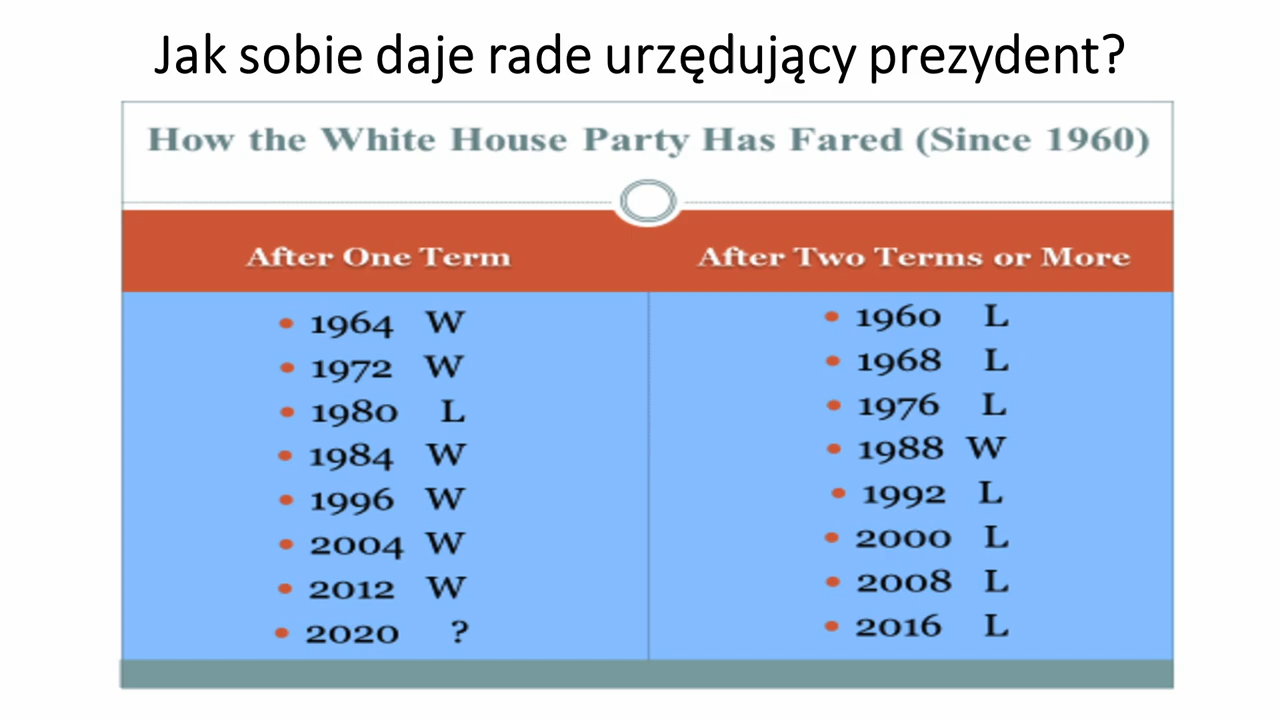 Jak sobie daje rade urzędujący prezydent?
How the White House Party Has Fared (Since 1960)
After One Term
• 1964 W
• 1972 W
• 1980 L
• 1984 W
• 1996 W
• 2004 W
• 2012 W
• 2020 ?
After Two Terms or More
• 1960 L
• 1968 L
• 1976 L
• 1988 W
• 1992 L
• 2000 L
• 2008 L
• 2016 L